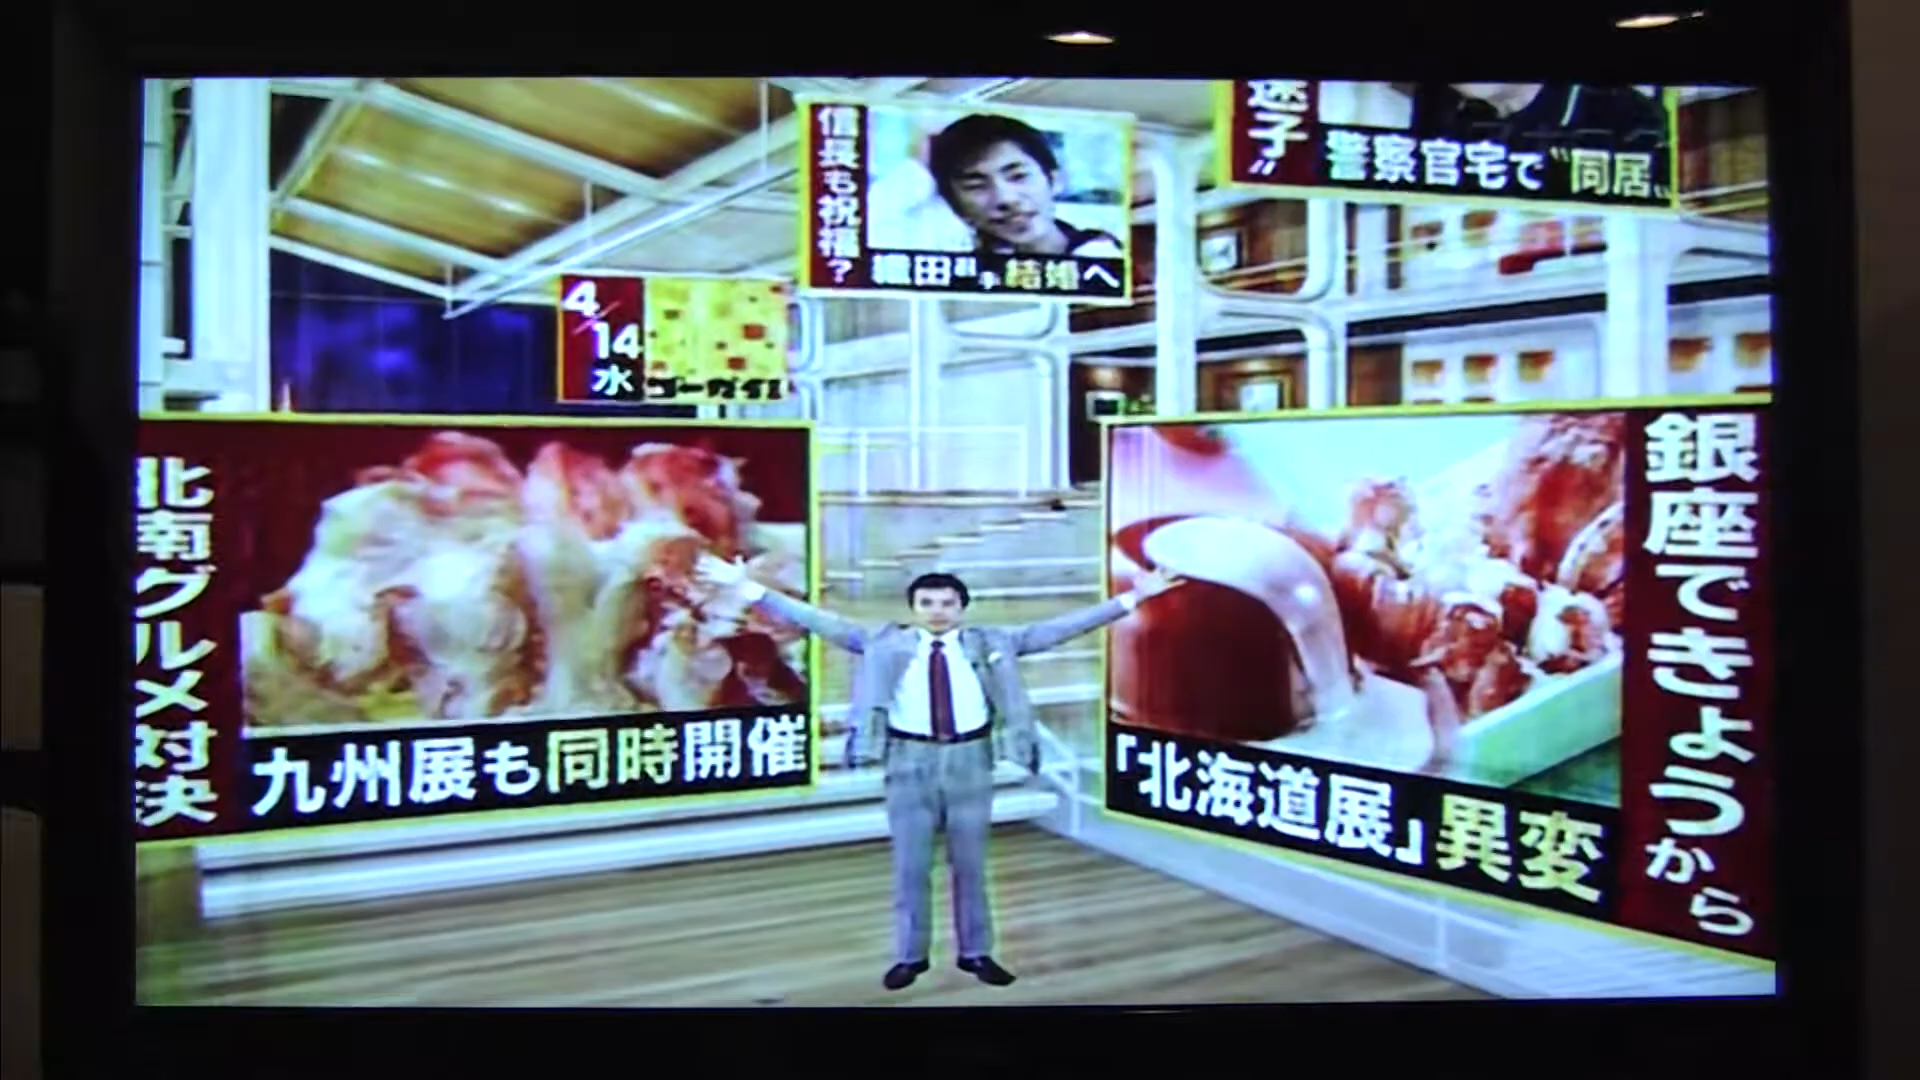 迷子"
警察官宅で〝同居〟
信長も祝福?
織田選手結婚へ
4/14
水
ゴーガイ!
北南グルメ対決
九州展も同時開催
銀座できょうから
「北海道展」異変